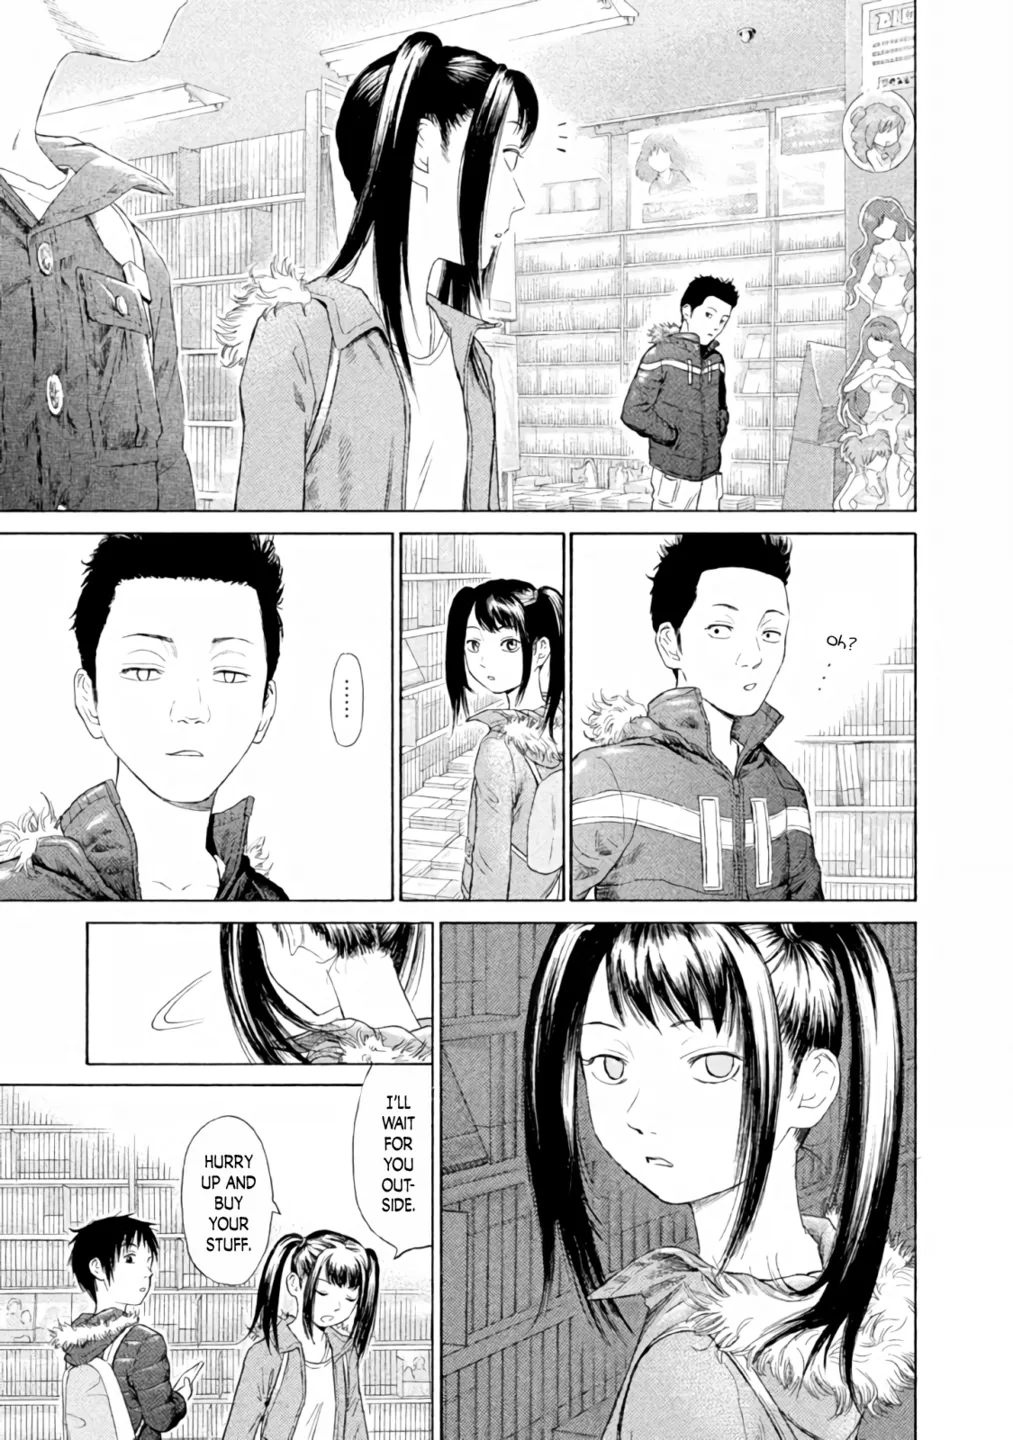 Oh?
......
I'LL
WAIT
FOR
YOU
OUT-
SIDE.
HURRY
UP AND
BUY
YOUR
STUFF.